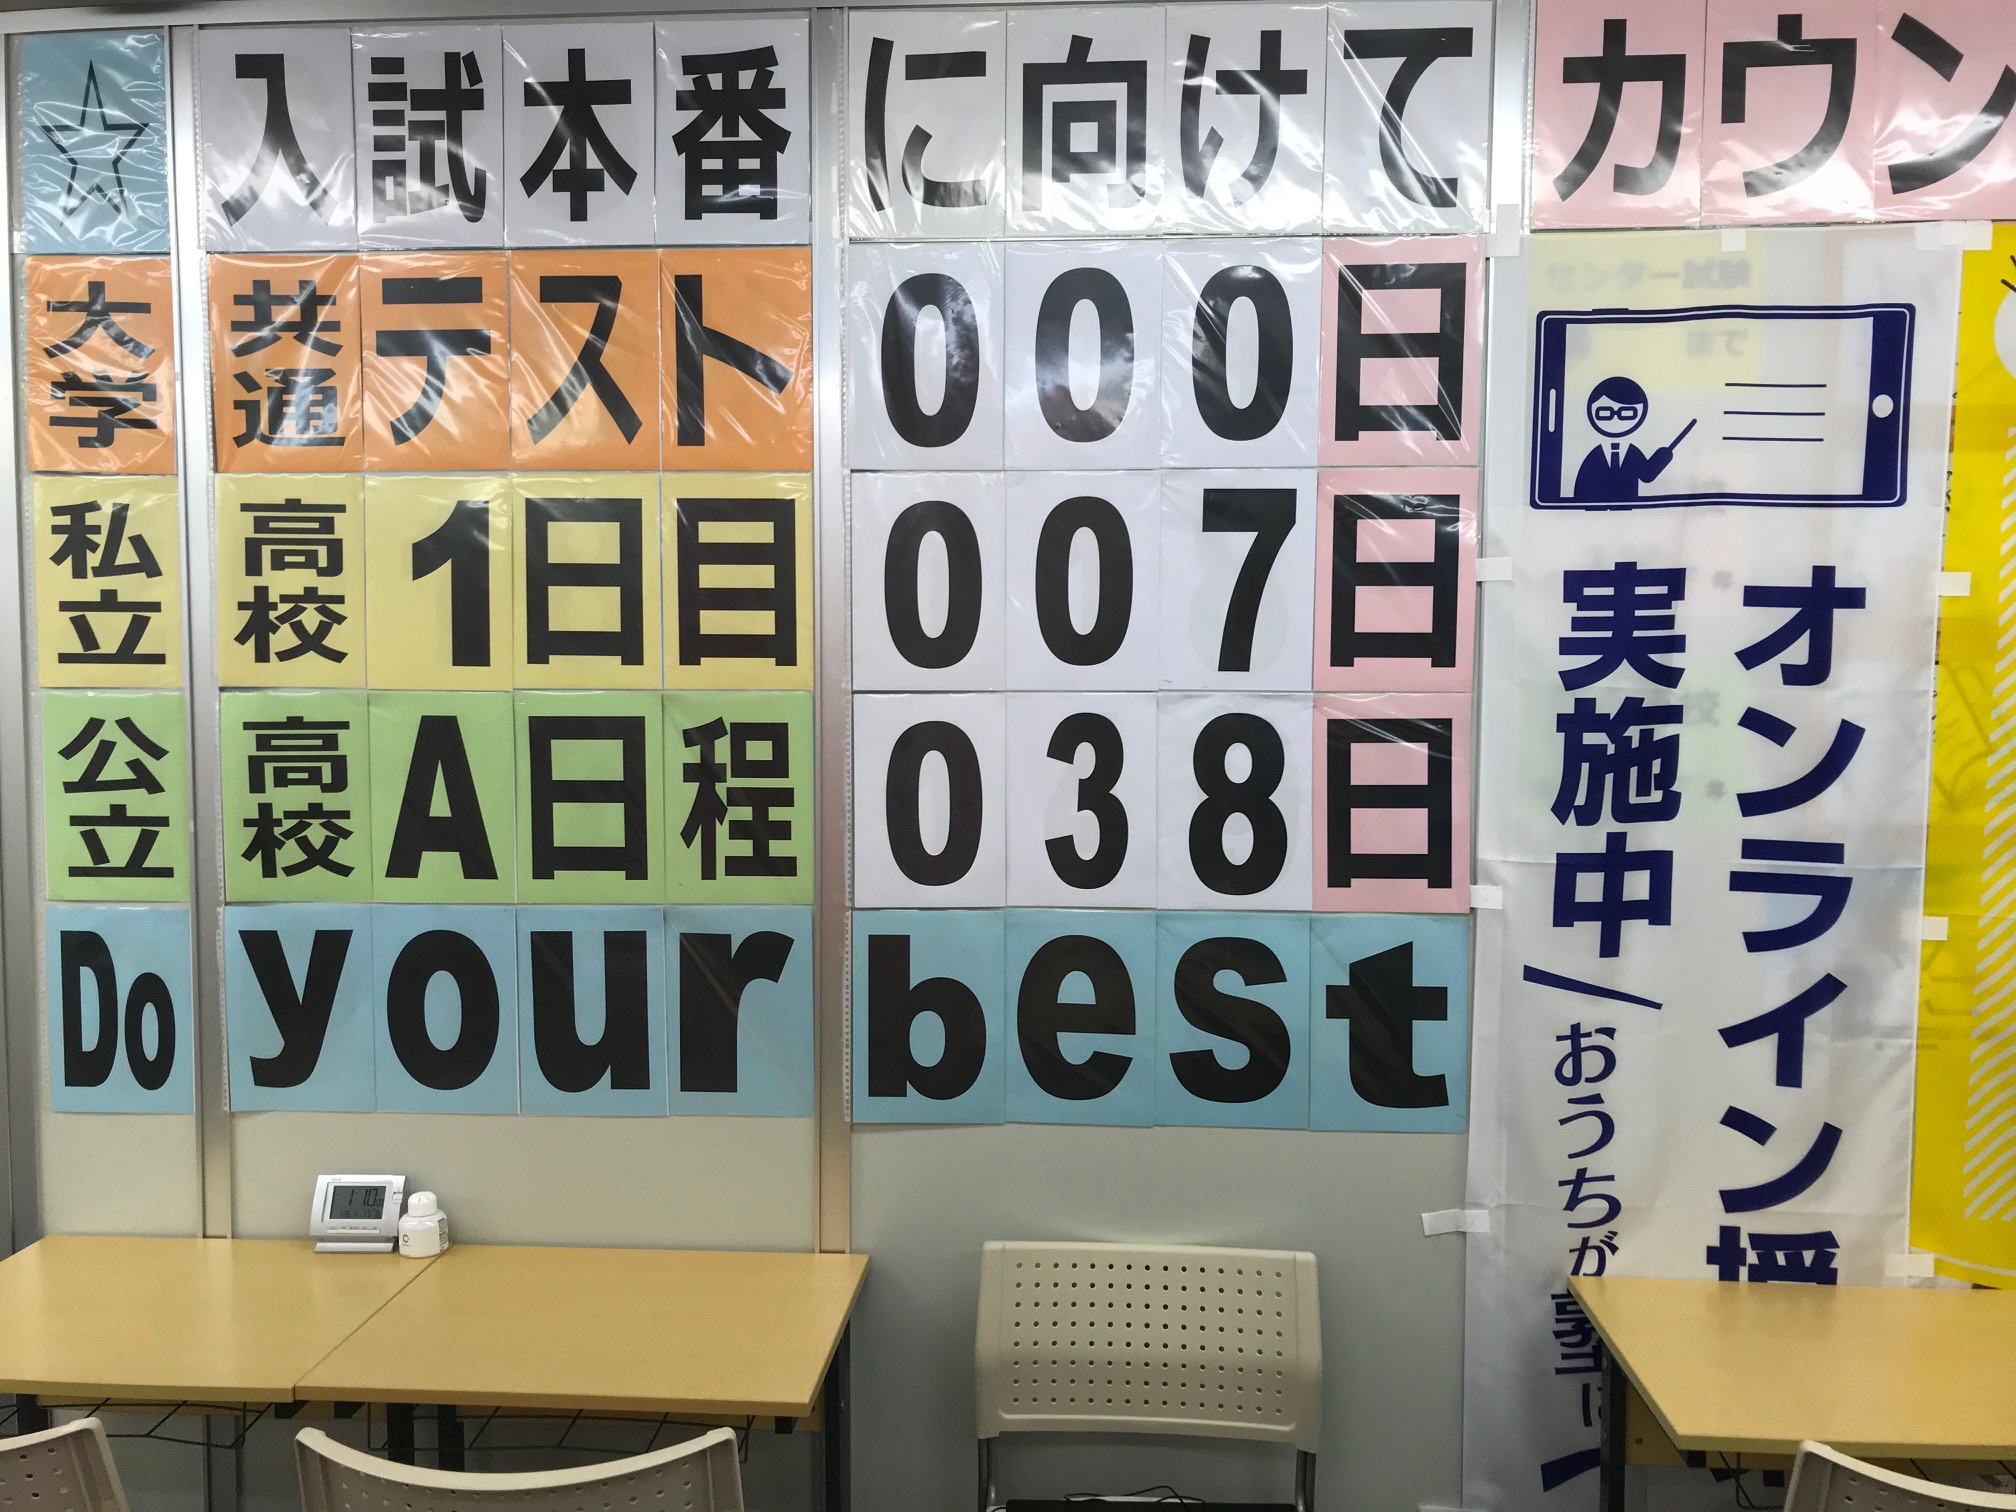 ☆入試本番に向けてカウン
大学共通テスト000日
私立高校1日目007日
公立高校A日程038日
Do your best
オンライン授
実施中
おうちが
1:10